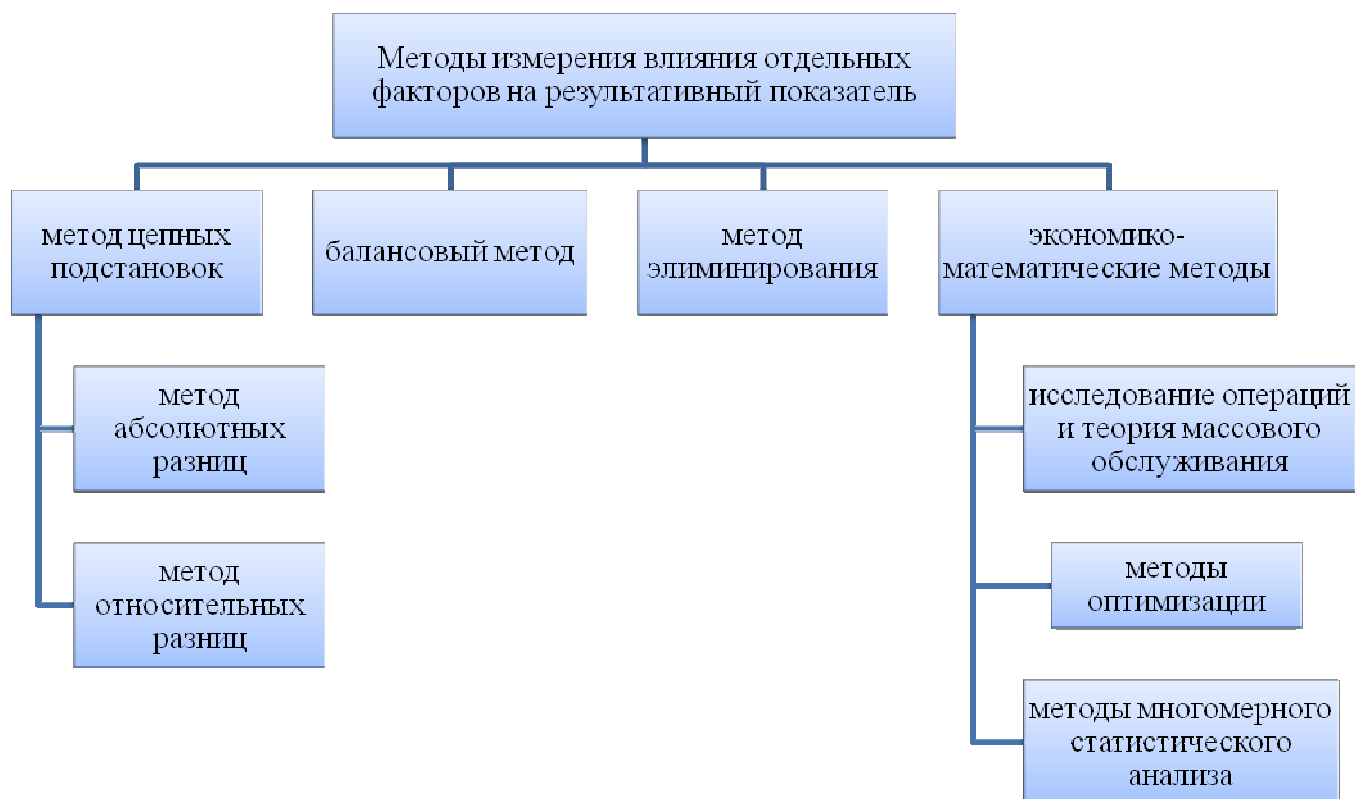 Методы измерения влияния отдельных
факторов на результативный показатель
метод цепных
подстановок
балансовый метод
метод
элиминирования
экономико-
математические методы
метод
абсолютных
разниц
метод
относительных
разниц
исследование операций
и теория массового
обслуживания
методы
оптимизации
методы многомерного
статистического
анализа